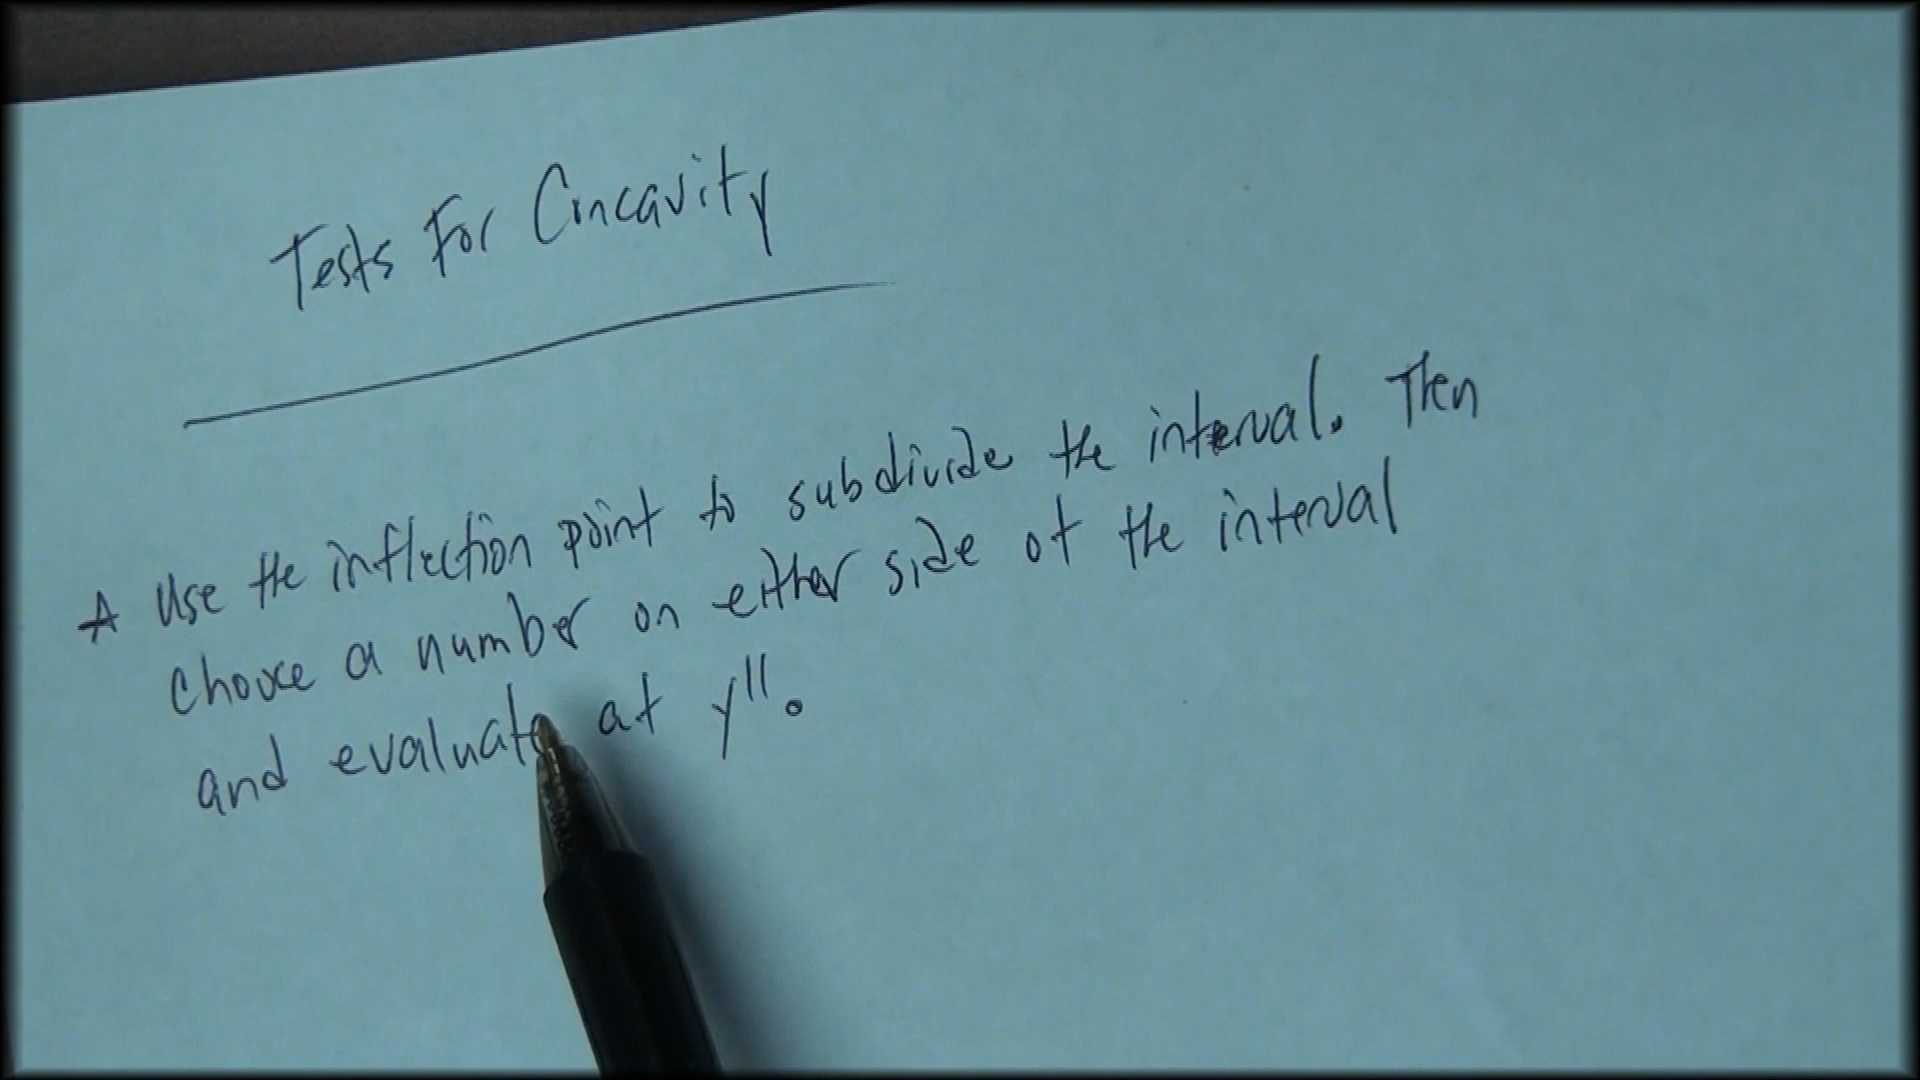 Tests For Concavity
* Use the inflection point to subdivide the interval. Then
choose a number on either side of the interval
and evaluate at y".